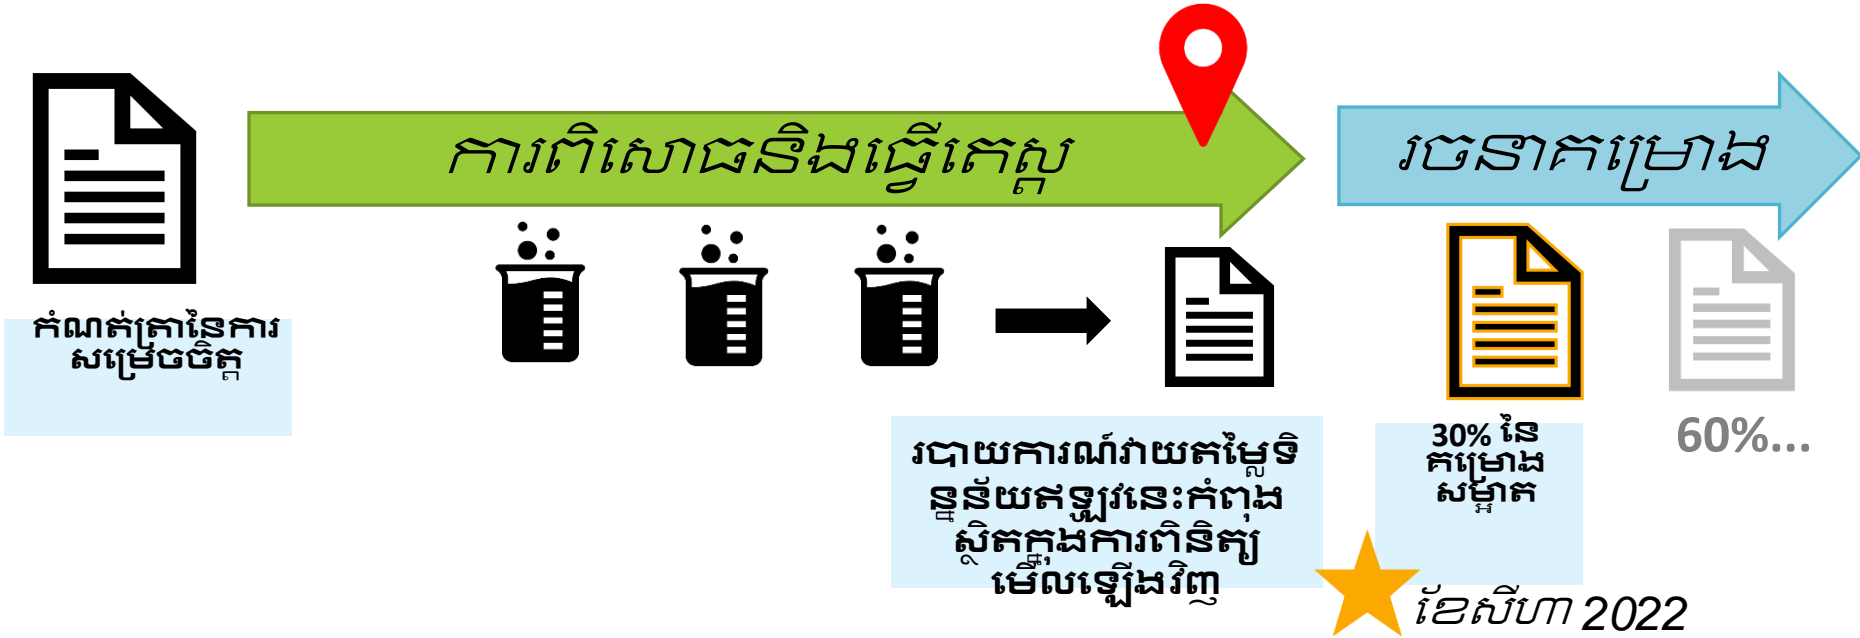 ការពិសោធនិងធ្វើតេស្ត
រចនាគម្រោង
កំណត់ត្រានៃការ
សម្រេចចិត្ត
របាយការណ៍វាយតម្លៃទិ
ន្នន័យឥឡូវនេះកំពុង
ស្ថិតក្នុងការពិនិត្យ
មើលឡើងវិញ
30% នៃ
គម្រោង
សម្អាត
60%...
ខែសីហា 2022